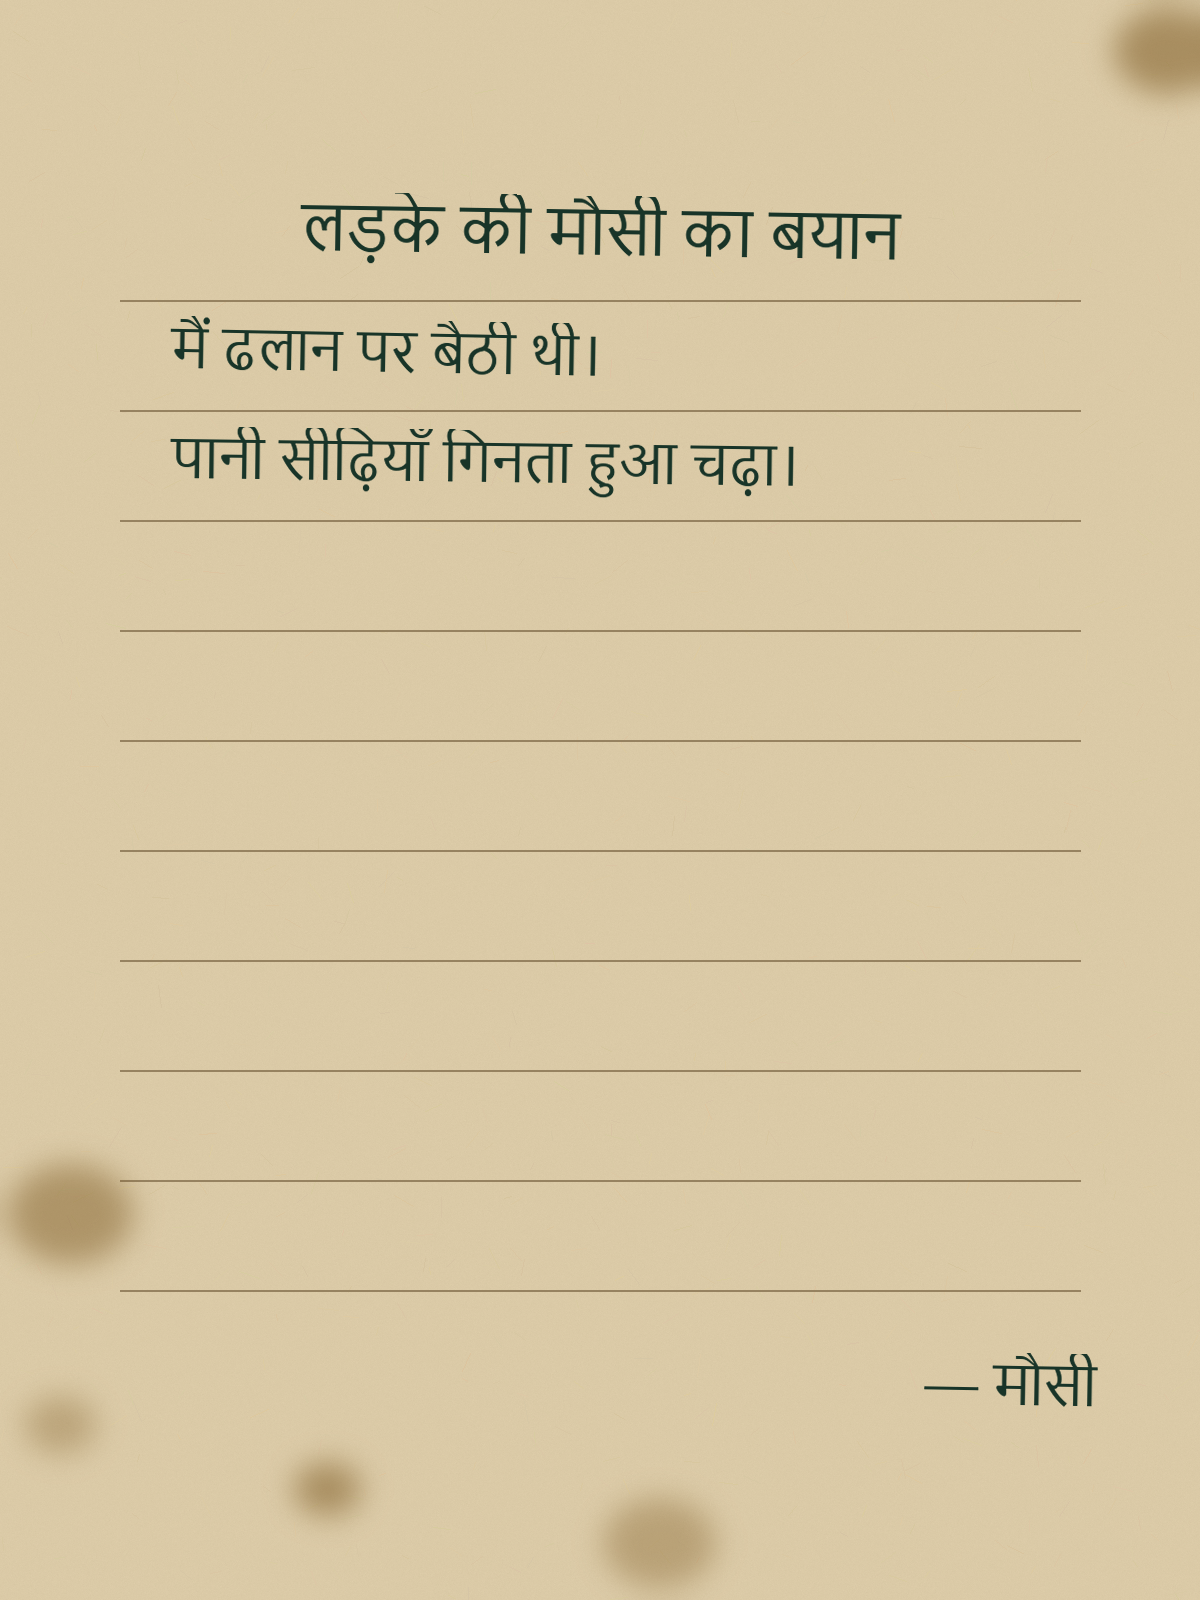 लड़के की मौसी का बयान
मैं ढलान पर बैठी थी।
पानी सीढ़ियाँ गिनता हुआ चढ़ा।
— मौसी